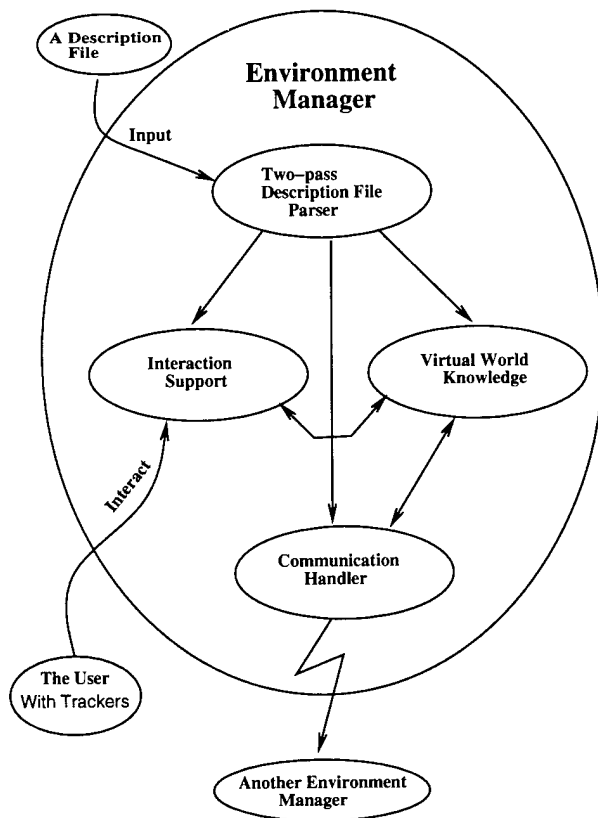 A Description
File
Environment
Manager
Input
Two-pass
Description File
Parser
Interaction
Support
Virtual World
Knowledge
Interact
Communication
Handler
The User
With Trackers
Another Environment
Manager